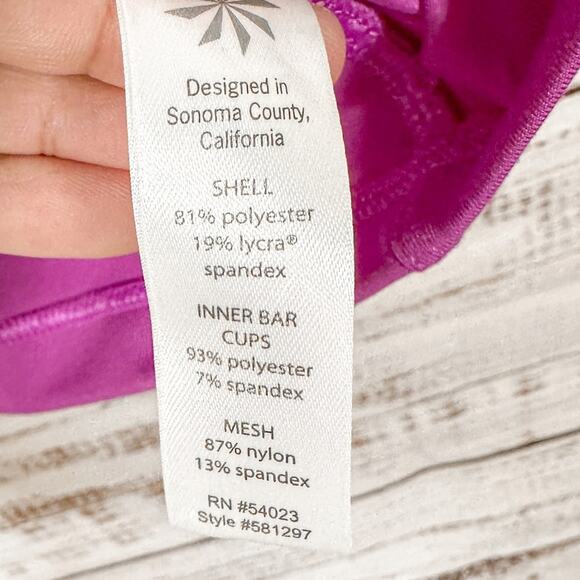 Designed in
Sonoma County,
California
SHELL
81% polyester
19% lycra®
spandex
INNER BAR
CUPS
93% polyester
7% spandex
MESH
87% nylon
13% spandex
RN #54023
Style #581297